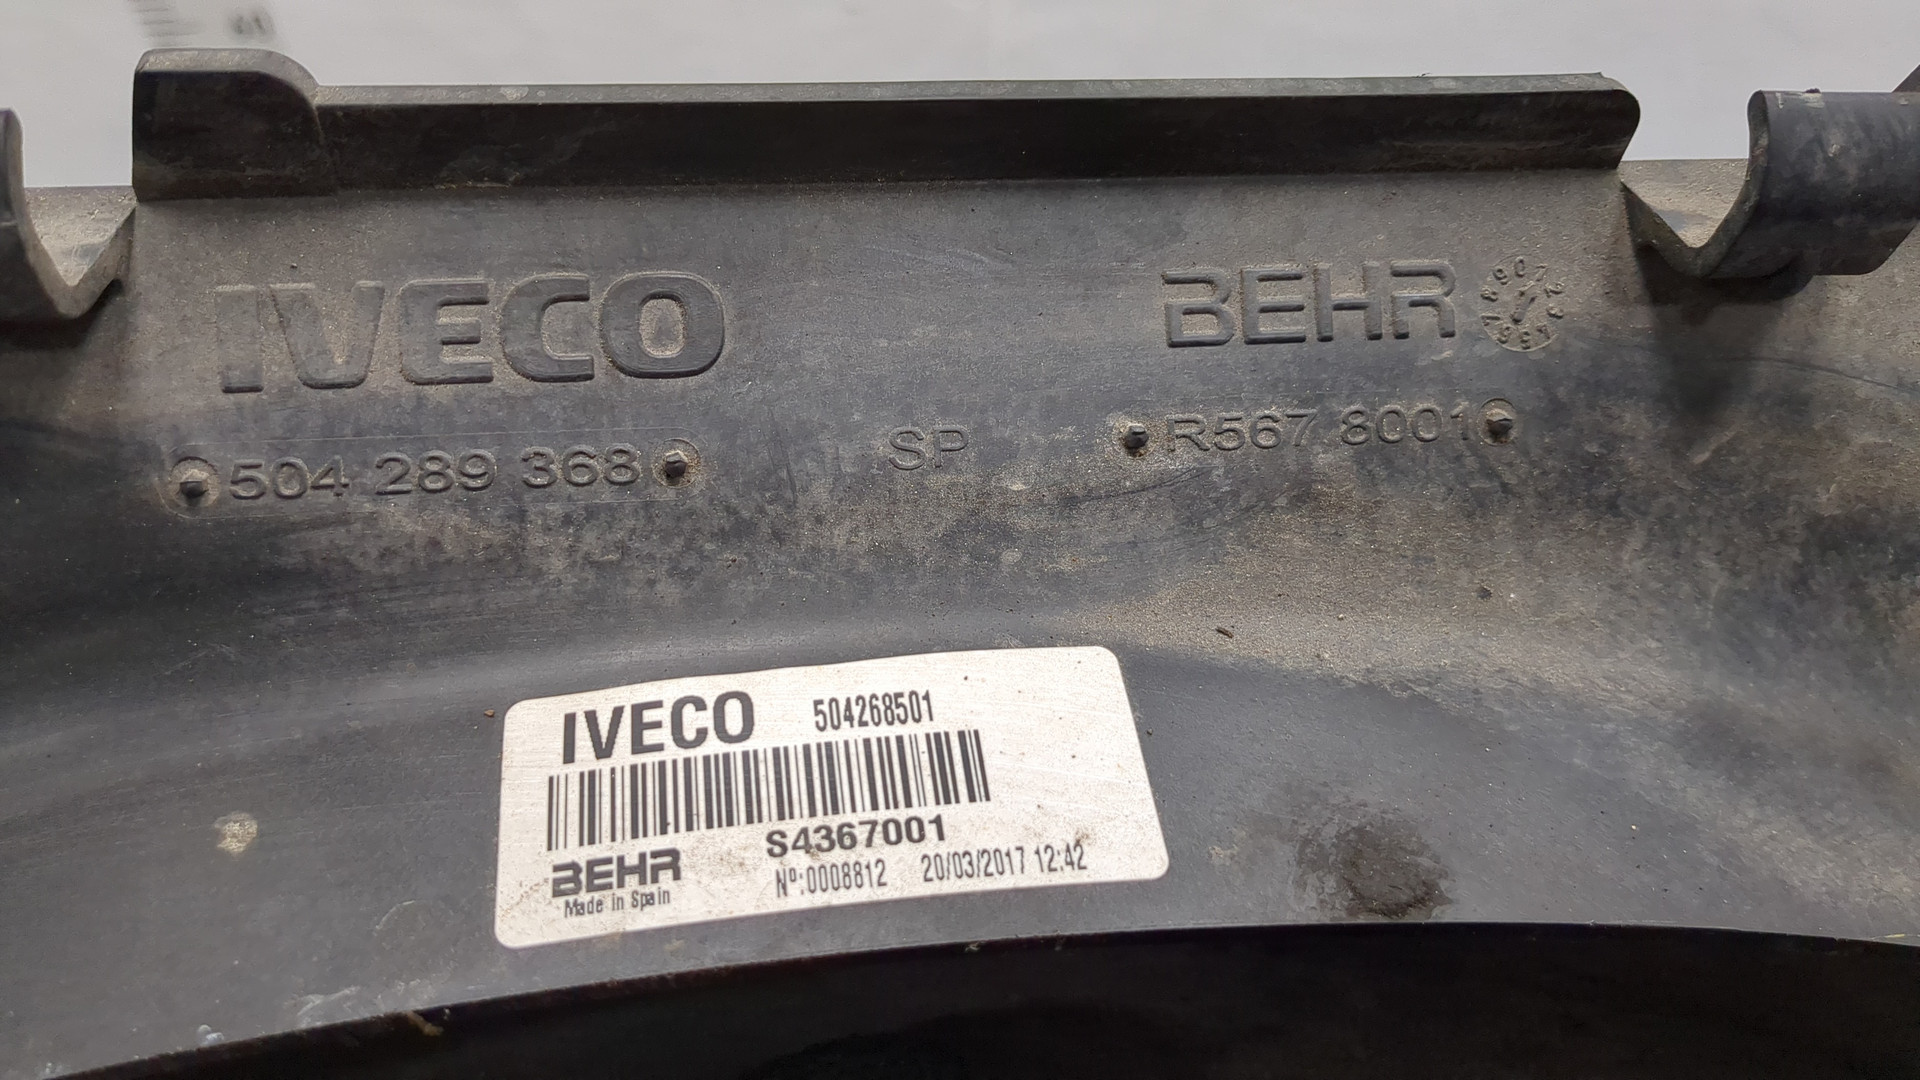 IVECO
BEHR
504 289 368
SP
R567 8001
IVECO 504268501
S4367001
BEHR
Nº:0008812 20/03/2017 12:42
Made in Spain